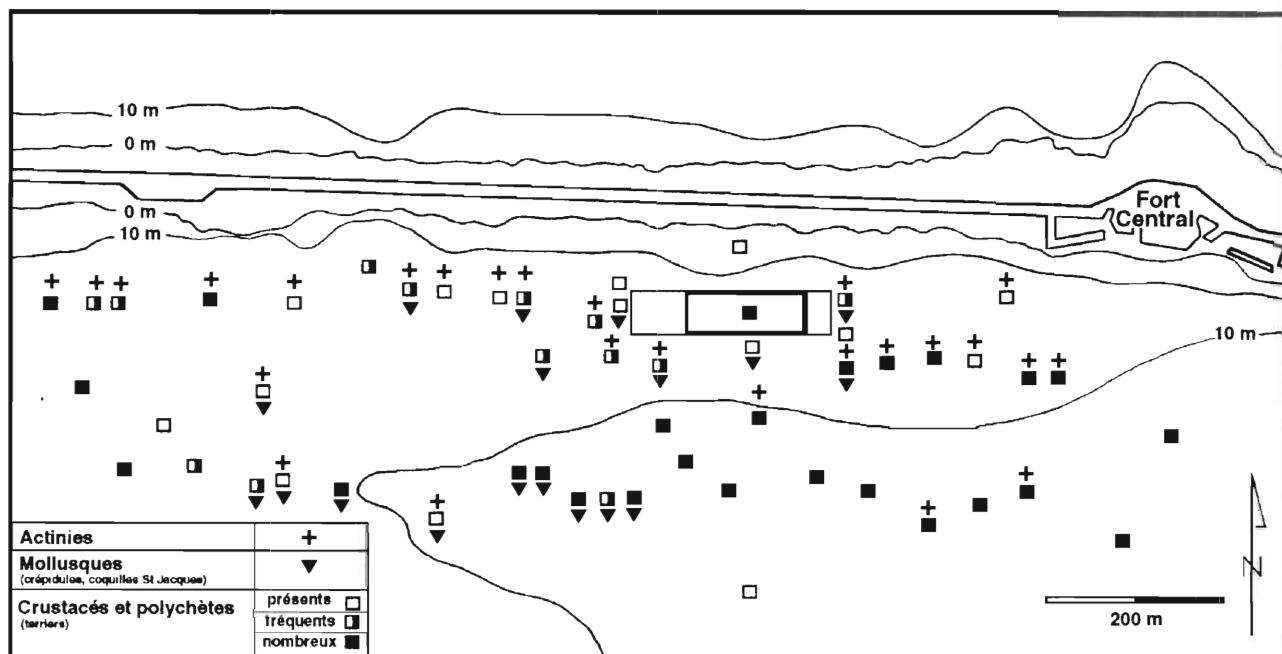 10 m
0 m
Fort
Central
0 m
10 m
10 m
Actinies
Mollusques
(crépidules, coquilles St Jacques)
Crustacés et polychètes
(terriers)
présents
fréquents
nombreux
200 m
N